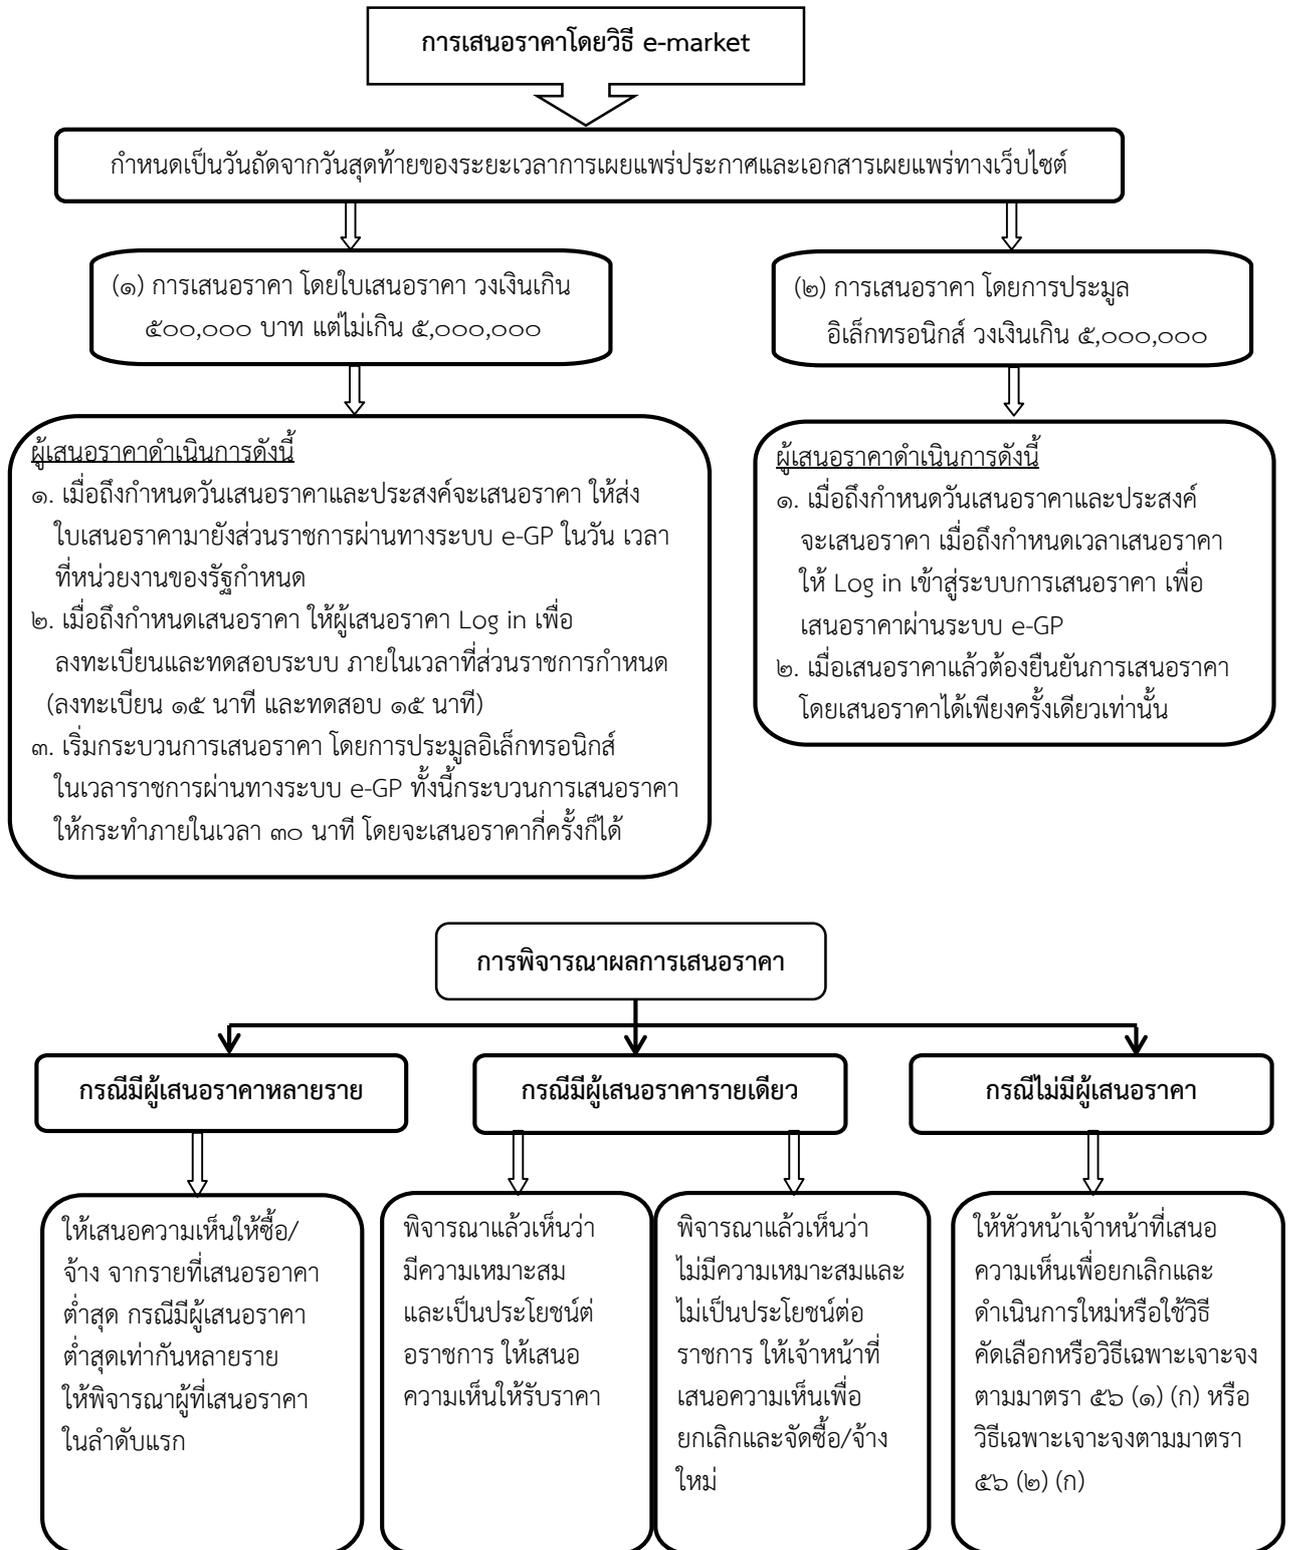 การเสนอราคาโดยวิธี e-market
กำหนดเป็นวันถัดจากวันสุดท้ายของระยะเวลาการเผยแพร่ประกาศและเอกสารเผยแพร่ทางเว็บไซต์
(๑) การเสนอราคา โดยใบเสนอราคา วงเงินเกิน
๕๐๐,๐๐๐ บาท แต่ไม่เกิน ๕,๐๐๐,๐๐๐
(๒) การเสนอราคา โดยการประมูล
อิเล็กทรอนิกส์ วงเงินเกิน ๕,๐๐๐,๐๐๐
ผู้เสนอราคาดำเนินการดังนี้
๑. เมื่อถึงกำหนดวันเสนอราคาและประสงค์จะเสนอราคา ให้ส่ง
ใบเสนอราคามายังส่วนราชการผ่านทางระบบ e-GP ในวัน เวลา
ที่หน่วยงานของรัฐกำหนด
๒. เมื่อถึงกำหนดเสนอราคา ให้ผู้เสนอราคา Log in เพื่อ
ลงทะเบียนและทดสอบระบบ ภายในเวลาที่ส่วนราชการกำหนด
(ลงทะเบียน ๑๕ นาที และทดสอบ ๑๕ นาที)
๓. เริ่มกระบวนการเสนอราคา โดยการประมูลอิเล็กทรอนิกส์
ในเวลาราชการผ่านทางระบบ e-GP ทั้งนี้กระบวนการเสนอราคา
ให้กระทำภายในเวลา ๓๐ นาที โดยจะเสนอราคากี่ครั้งก็ได้
ผู้เสนอราคาดำเนินการดังนี้
๑. เมื่อถึงกำหนดวันเสนอราคาและประสงค์
จะเสนอราคา เมื่อถึงกำหนดเวลาเสนอราคา
ให้ Log in เข้าสู่ระบบการเสนอราคา เพื่อ
เสนอราคาผ่านระบบ e-GP
๒. เมื่อเสนอราคาแล้วต้องยืนยันการเสนอราคา
โดยเสนอราคาได้เพียงครั้งเดียวเท่านั้น
การพิจารณาผลการเสนอราคา
กรณีมีผู้เสนอราคาหลายราย
กรณีมีผู้เสนอราคารายเดียว
กรณีไม่มีผู้เสนอราคา
ให้เสนอความเห็นให้ซื้อ/
จ้าง จากรายที่เสนอรอาคา
ต่ำสุด กรณีมีผู้เสนอราคา
ต่ำสุดเท่ากันหลายราย
ให้พิจารณาผู้ที่เสนอราคา
ในลำดับแรก
พิจารณาแล้วเห็นว่า
มีความเหมาะสม
และเป็นประโยชน์ต่
อราชการ ให้เสนอ
ความเห็นให้รับราคา
พิจารณาแล้วเห็นว่า
ไม่มีความเหมาะสมและ
ไม่เป็นประโยชน์ต่อ
ราชการ ให้เจ้าหน้าที่
เสนอความเห็นเพื่อ
ยกเลิกและจัดซื้อ/จ้าง
ใหม่
ให้หัวหน้าเจ้าหน้าที่เสนอ
ความเห็นเพื่อยกเลิกและ
ดำเนินการใหม่หรือใช้วิธี
คัดเลือกหรือวิธีเฉพาะเจาะจง
ตามมาตรา ๕๖ (๑) (ก) หรือ
วิธีเฉพาะเจาะจงตามมาตรา
๕๖ (๒) (ก)